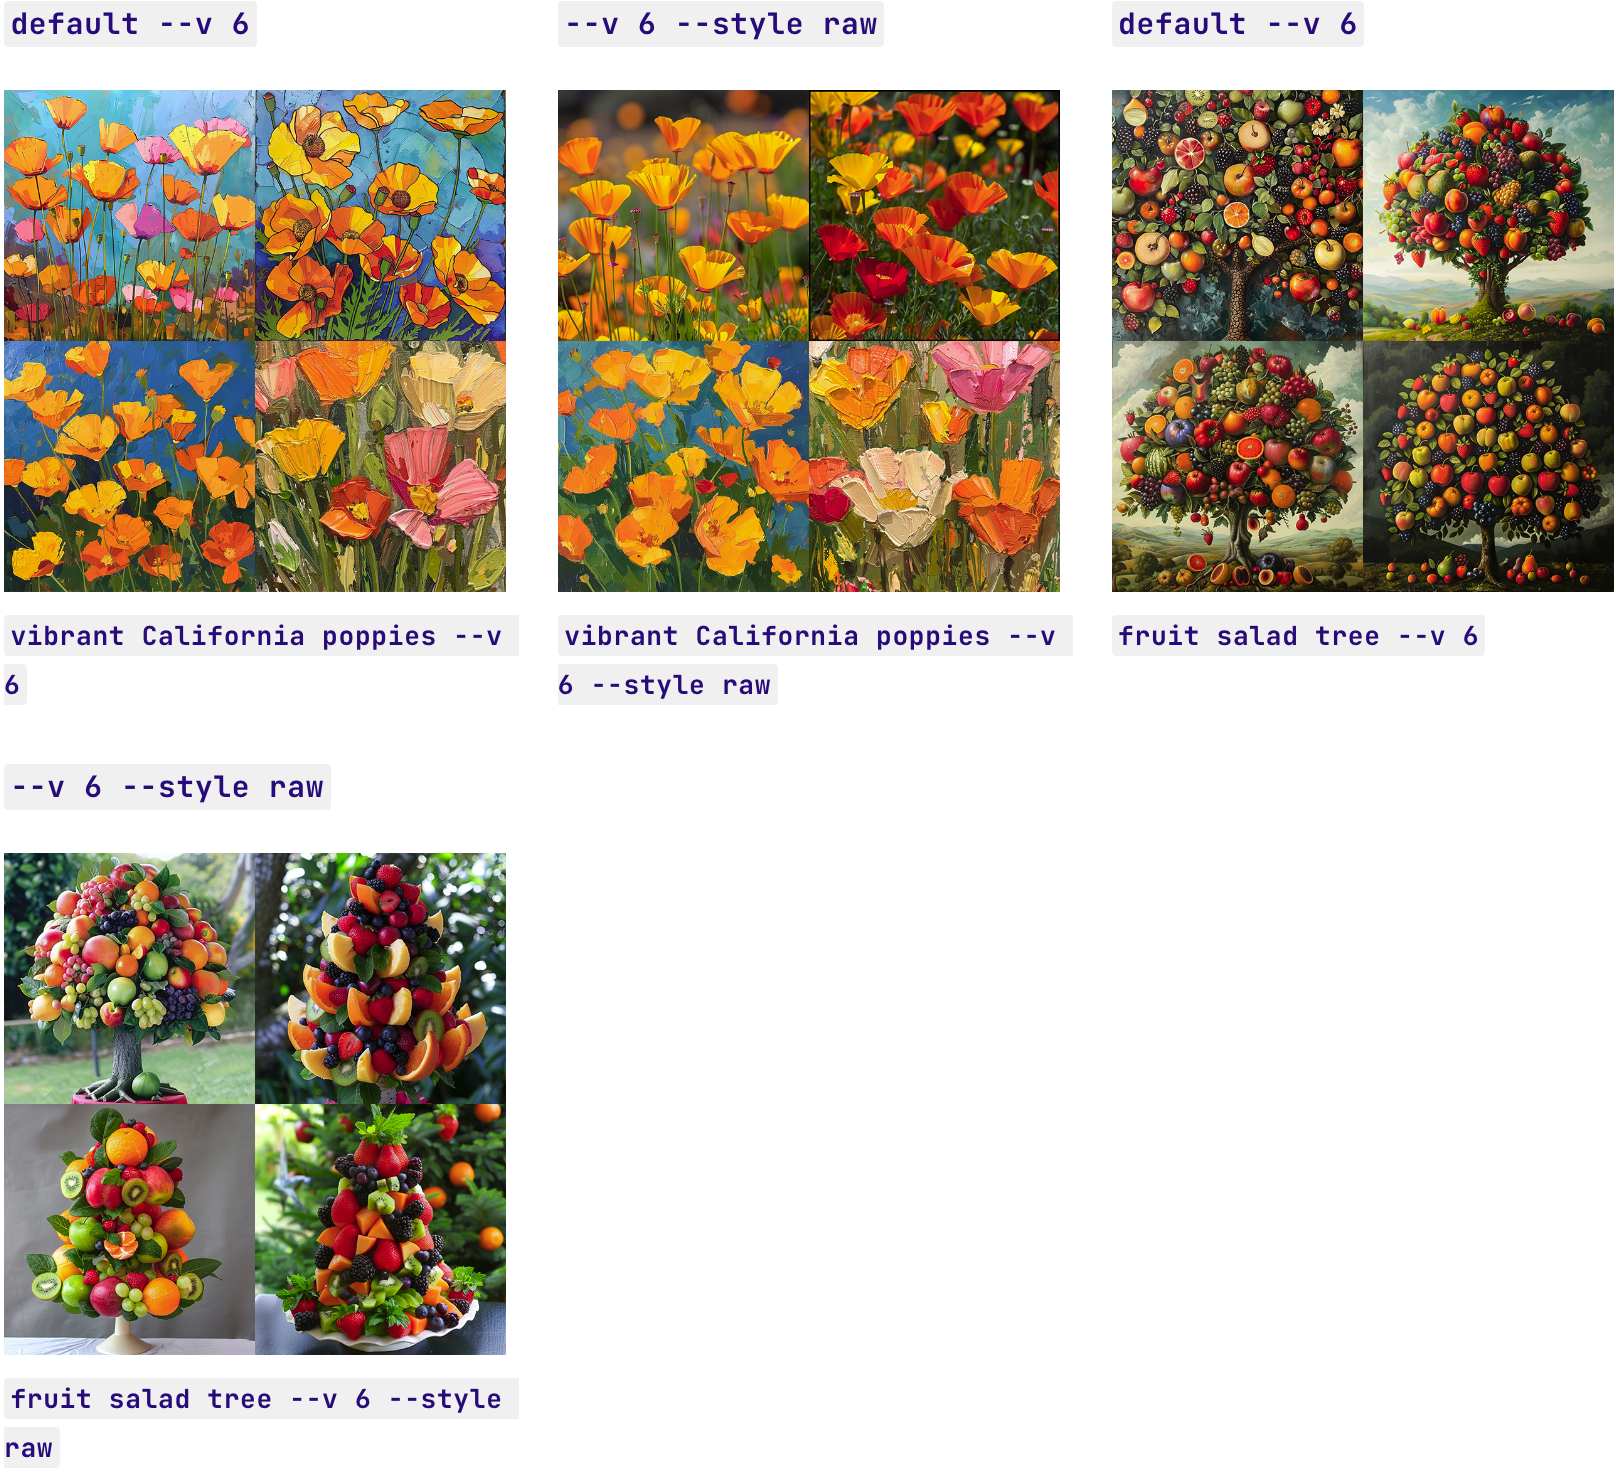 default --v 6
--v 6 --style raw
default --v 6
vibrant California poppies --v
6
vibrant California poppies --v
6 --style raw
fruit salad tree --v 6
--v 6 --style raw
fruit salad tree --v 6 --style
raw